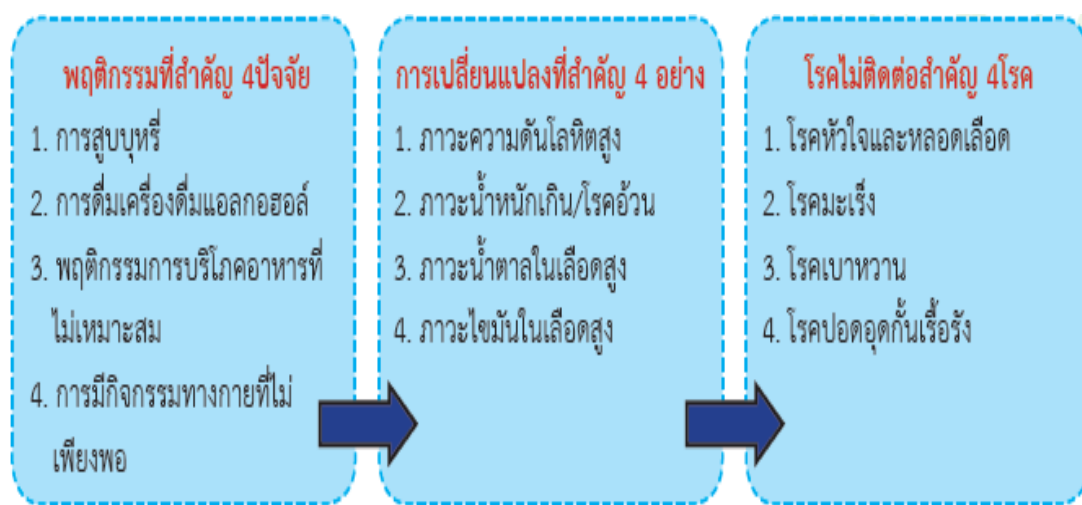 พฤติกรรมที่สำคัญ 4ปัจจัย
1. การสูบบุหรี่
2. การดื่มเครื่องดื่มแอลกอฮอล์
3. พฤติกรรมการบริโภคอาหารที่
ไม่เหมาะสม
4. การมีกิจกรรมทางกายที่ไม่
เพียงพอ
การเปลี่ยนแปลงที่สำคัญ 4 อย่าง
1. ภาวะความดันโลหิตสูง
2. ภาวะน้ำหนักเกิน/โรคอ้วน
3. ภาวะน้ำตาลในเลือดสูง
4. ภาวะไขมันในเลือดสูง
โรคไม่ติดต่อสำคัญ 4โรค
1. โรคหัวใจและหลอดเลือด
2. โรคมะเร็ง
3. โรคเบาหวาน
4. โรคปอดอุดกั้นเรื้อรัง